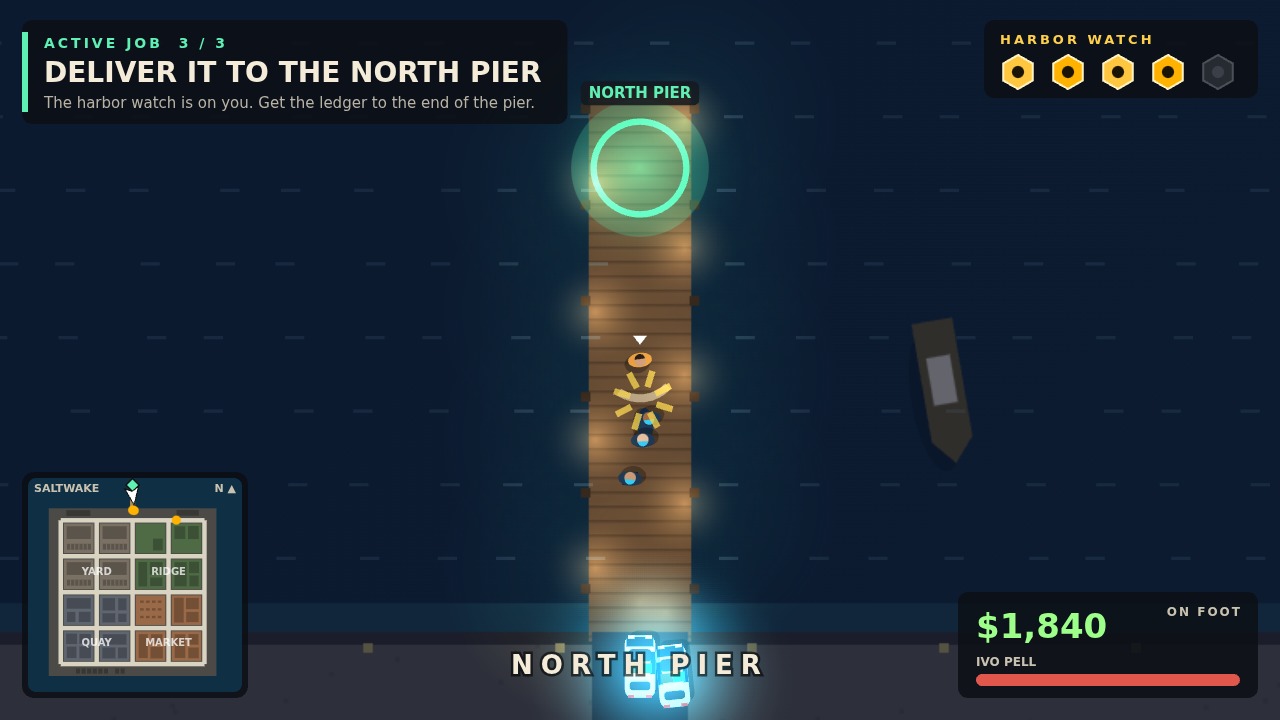 ACTIVE JOB 3 / 3
DELIVER IT TO THE NORTH PIER
The harbor watch is on you. Get the ledger to the end of the pier.
HARBOR WATCH
NORTH PIER
SALTWAKE N ▲
YARD RIDGE
QUAY MARKET
NORTH PIER
ON FOOT
$1,840
IVO PELL